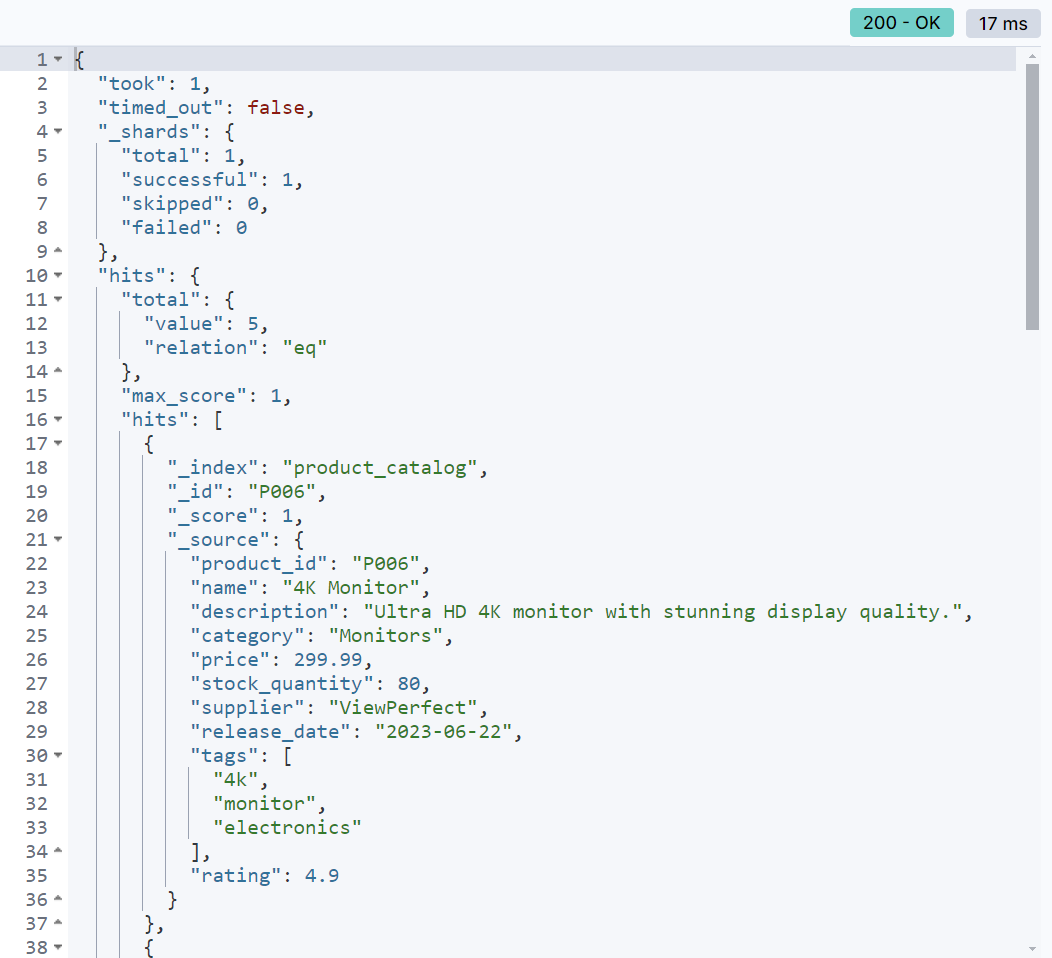 200 - OK 17 ms
1 {
2 "took": 1,
3 "timed_out": false,
4 "_shards": {
5 "total": 1,
6 "successful": 1,
7 "skipped": 0,
8 "failed": 0
9 },
10 "hits": {
11 "total": {
12 "value": 5,
13 "relation": "eq"
14 },
15 "max_score": 1,
16 "hits": [
17 {
18 "_index": "product_catalog",
19 "_id": "P006",
20 "_score": 1,
21 "_source": {
22 "product_id": "P006",
23 "name": "4K Monitor",
24 "description": "Ultra HD 4K monitor with stunning display quality.",
25 "category": "Monitors",
26 "price": 299.99,
27 "stock_quantity": 80,
28 "supplier": "ViewPerfect",
29 "release_date": "2023-06-22",
30 "tags": [
31 "4k",
32 "monitor",
33 "electronics"
34 ],
35 "rating": 4.9
36 }
37 },
38 {